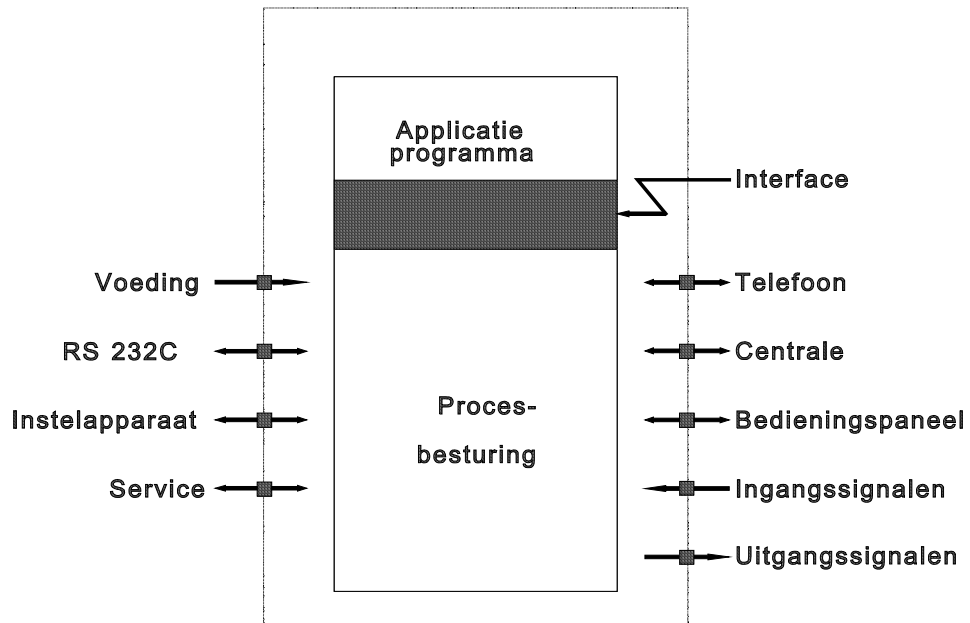 Applicatie
programma
Interface
Voeding
Telefoon
RS 232C
Centrale
Instelapparaat
Proces-
besturing
Bedieningspaneel
Service
Ingangssignalen
Uitgangssignalen